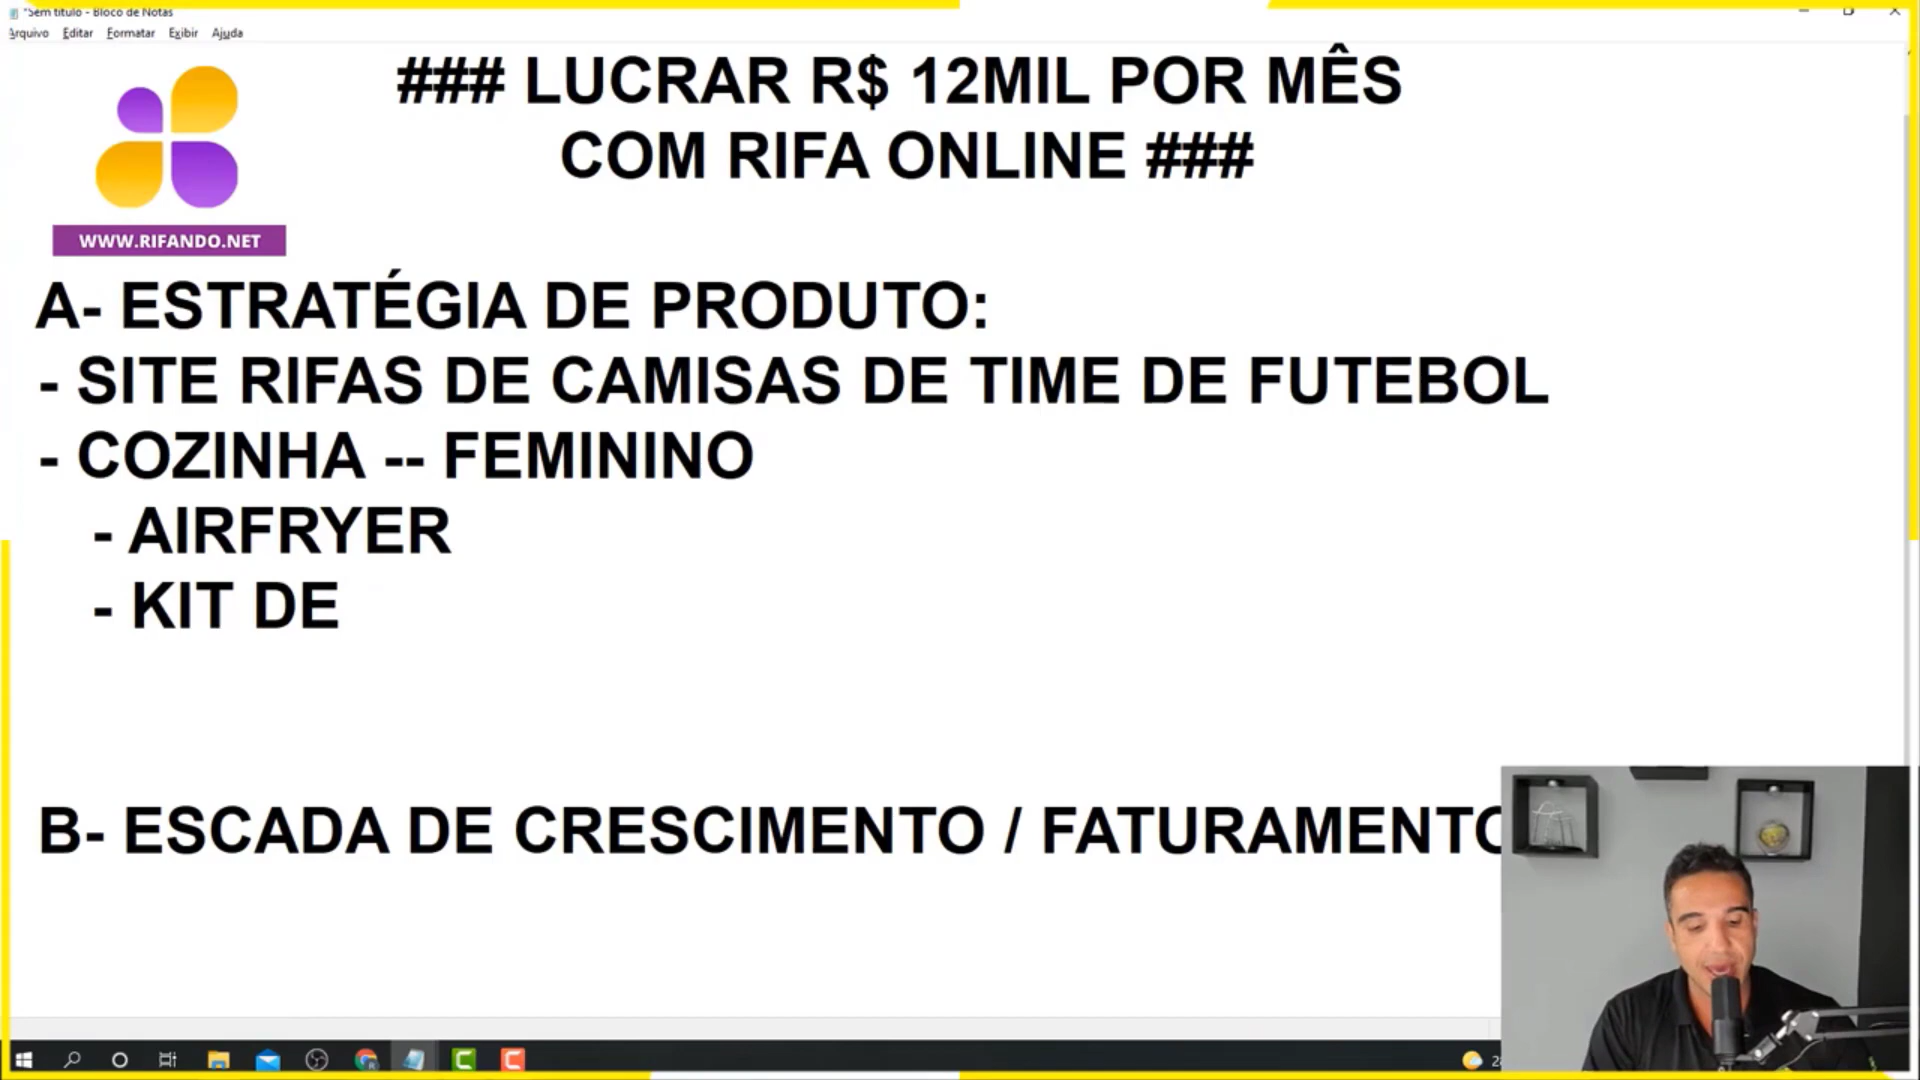 *Sem título - Bloco de Notas
Arquivo Editar Formatar Exibir Ajuda
### LUCRAR R$ 12MIL POR MÊS
COM RIFA ONLINE ###
WWW.RIFANDO.NET
A- ESTRATÉGIA DE PRODUTO:
- SITE RIFAS DE CAMISAS DE TIME DE FUTEBOL
- COZINHA -- FEMININO
- AIRFRYER
- KIT DE
B- ESCADA DE CRESCIMENTO / FATURAMENTO